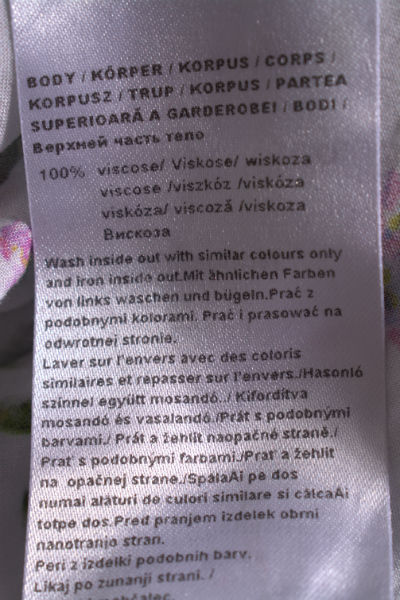 BODY / KÖRPER / KORPUS / CORPS /
KORPUSZ / TRUP / KORPUS / PARTEA
SUPERIOARĂ A GARDEROBEI / BODI /
Верхней часть тело
100% viscose/ Viskose/ wiskoza
viscose /viszkóz /viskóza
viskóza/ viscoză /viskoza
Вискоза
Wash inside out with similar colours only
and iron inside out.Mit ähnlichen Farben
von links waschen und bügeln.Prać z
podobnymi kolorami. Prać i prasować na
odwrotnej stronie.
Laver sur l'envers avec des coloris
similaires et repasser sur l'envers./Hasonló
színnel együtt mosandó../ Kifordítva
mosandó és vasalandó./Prát s podobnými
barvami./ Prát a žehlit naopačné straně./
Prať s podobnými farbami./Prať a žehliť
na opačnej strane./SpălaÄi pe dos
numai alături de culori similare si călcaÄi
totpe dos.Pred pranjem izdelek obrni
nanotranjo stran.
Peri z izdelki podobnih barv.
Likaj po zunanji strani. /